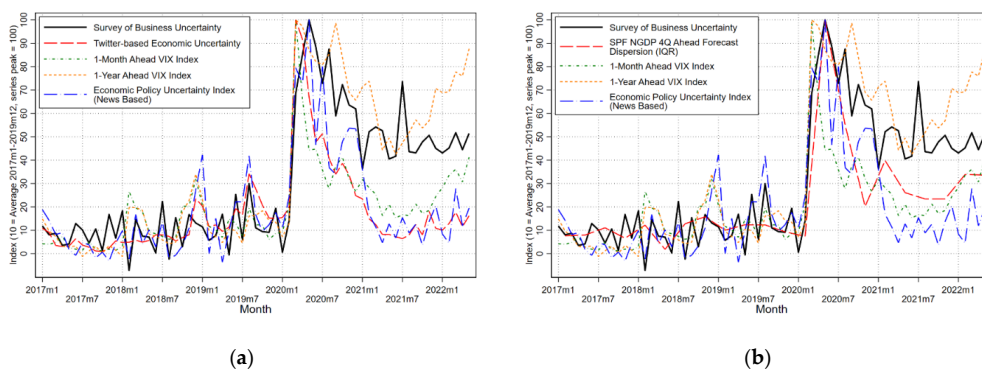 Index (10 = Average 2017m1-2019m12, series peak = 100)
100
90
80
70
60
50
40
30
20
10
0
Survey of Business Uncertainty
Twitter-based Economic Uncertainty
1-Month Ahead VIX Index
1-Year Ahead VIX Index
Economic Policy Uncertainty Index
(News Based)
2017m1
2017m7
2018m1
2018m7
2019m1
2019m7
2020m1
2020m7
2021m1
2021m7
2022m1
Month
(a)
Index (10 = Average 2017m1-2019m12, series peak = 100)
100
90
80
70
60
50
40
30
20
10
0
Survey of Business Uncertainty
SPF NGDP 4Q Ahead Forecast
Dispersion (IQR)
1-Month Ahead VIX Index
1-Year Ahead VIX Index
Economic Policy Uncertainty Index
(News Based)
2017m1
2017m7
2018m1
2018m7
2019m1
2019m7
2020m1
2020m7
2021m1
2021m7
2022m1
Month
(b)